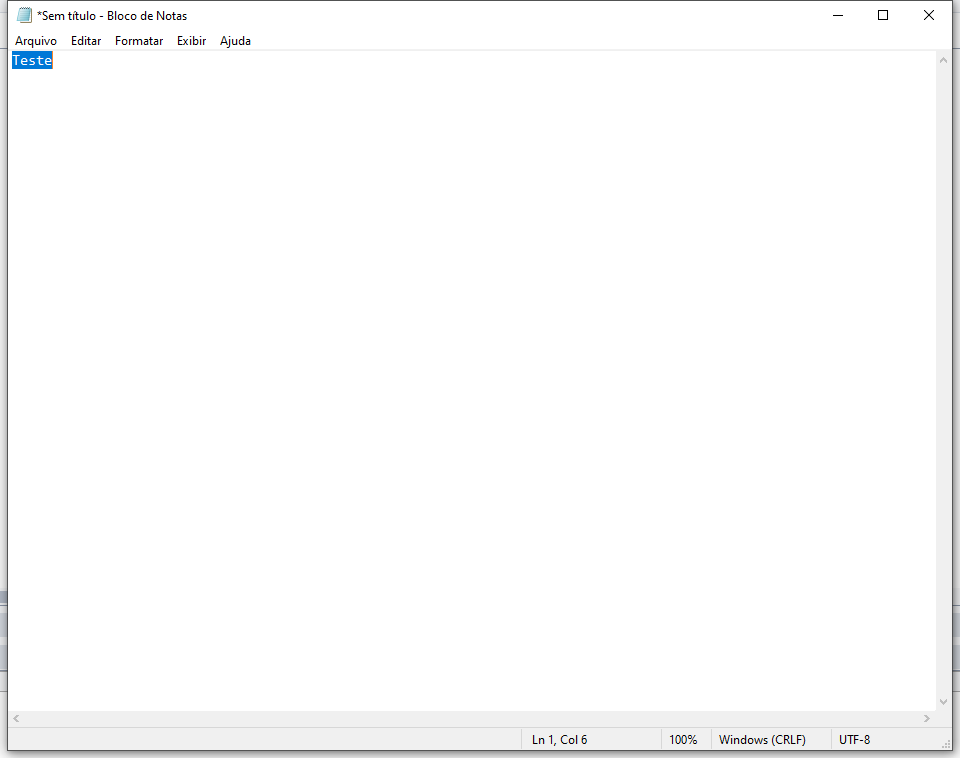 *Sem título - Bloco de Notas
Arquivo Editar Formatar Exibir Ajuda
Teste
Ln 1, Col 6 100% Windows (CRLF) UTF-8